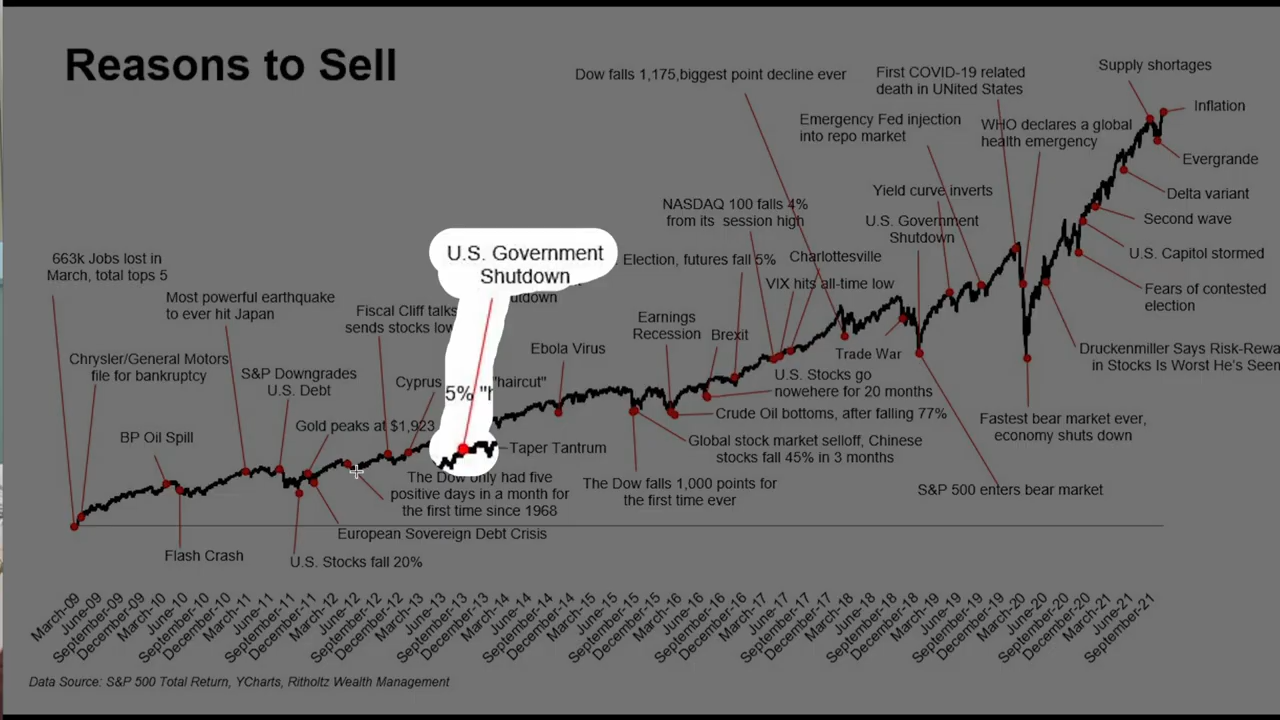 Reasons to Sell
Dow falls 1,175,biggest point decline ever
First COVID-19 related
death in UNited States
Supply shortages
Inflation
Emergency Fed injection
into repo market
WHO declares a global
health emergency
Evergrande
Yield curve inverts
Delta variant
NASDAQ 100 falls 4%
from its session high
U.S. Government
Shutdown
Second wave
U.S. Capitol stormed
663k Jobs lost in
March, total tops 5
U.S. Government
Shutdown
utdown
Election, futures fall 5%
Charlottesville
VIX hits all-time low
Fears of contested
election
Most powerful earthquake
to ever hit Japan
Fiscal Cliff talks
sends stocks low
Earnings
Recession
Brexit
Ebola Virus
Trade War
Druckenmiller Says Risk-Rewa
in Stocks Is Worst He's Seen
Chrysler/General Motors
file for bankruptcy
S&P Downgrades
U.S. Debt
Cyprus
5% "h
"haircut"
U.S. Stocks go
nowhere for 20 months
Crude Oil bottoms, after falling 77%
Fastest bear market ever,
economy shuts down
BP Oil Spill
Gold peaks at $1,923
Taper Tantrum
Global stock market selloff, Chinese
stocks fall 45% in 3 months
The Dow only had five
positive days in a month for
the first time since 1968
The Dow falls 1,000 points for
the first time ever
S&P 500 enters bear market
European Sovereign Debt Crisis
Flash Crash
U.S. Stocks fall 20%
March-09 June-09 September-09 December-09 March-10 June-10 September-10 December-10 March-11 June-11 September-11 December-11 March-12 June-12 September-12 December-12 March-13 June-13 September-13 December-13 March-14 June-14 September-14 December-14 March-15 June-15 September-15 December-15 March-16 June-16 September-16 December-16 March-17 June-17 September-17 December-17 March-18 June-18 September-18 December-18 March-19 June-19 September-19 December-19 March-20 June-20 September-20 December-20 March-21 June-21 September-21
Data Source: S&P 500 Total Return, YCharts, Ritholtz Wealth Management